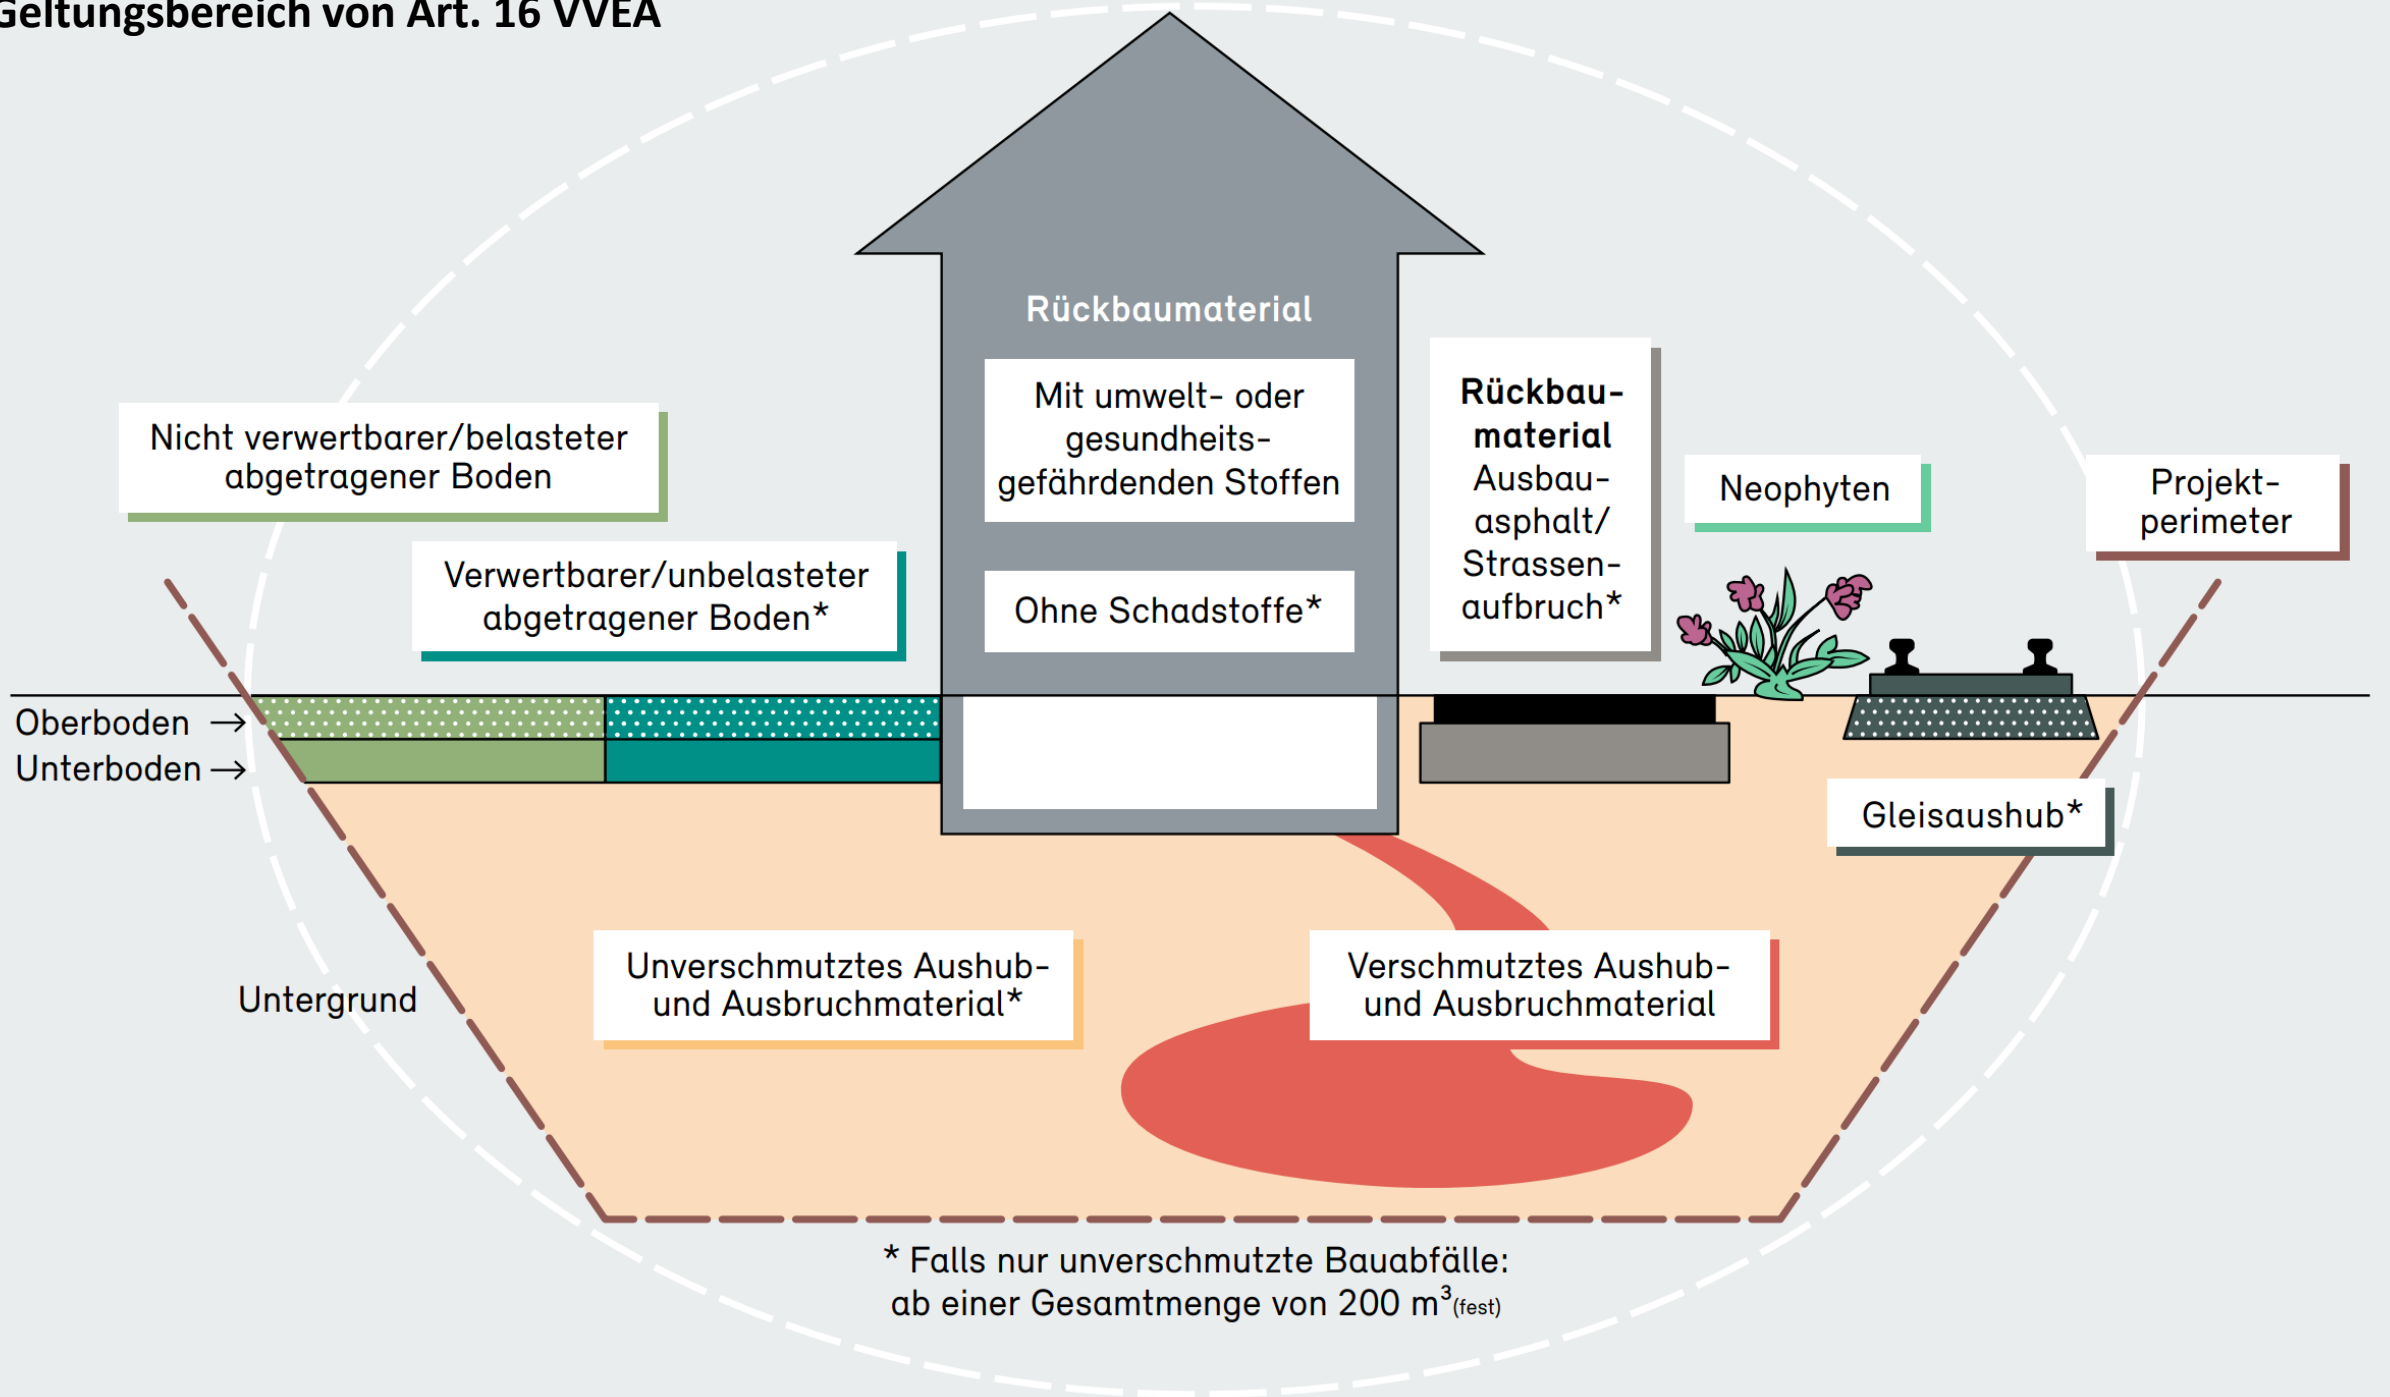 Geltungsbereich von Art. 16 VVEA
Rückbaumaterial
Mit umwelt- oder
gesundheits-
gefährdenden Stoffen
Ohne Schadstoffe*
Rückbau-
material
Ausbau-
asphalt/
Strassen-
aufbruch*
Nicht verwertbarer/belasteter
abgetragener Boden
Verwertbarer/unbelasteter
abgetragener Boden*
Neophyten
Projekt-
perimeter
Oberboden →
Unterboden →
Gleisaushub*
Untergrund
Unverschmutztes Aushub-
und Ausbruchmaterial*
Verschmutztes Aushub-
und Ausbruchmaterial
* Falls nur unverschmutzte Bauabfälle:
ab einer Gesamtmenge von 200 m³(fest)